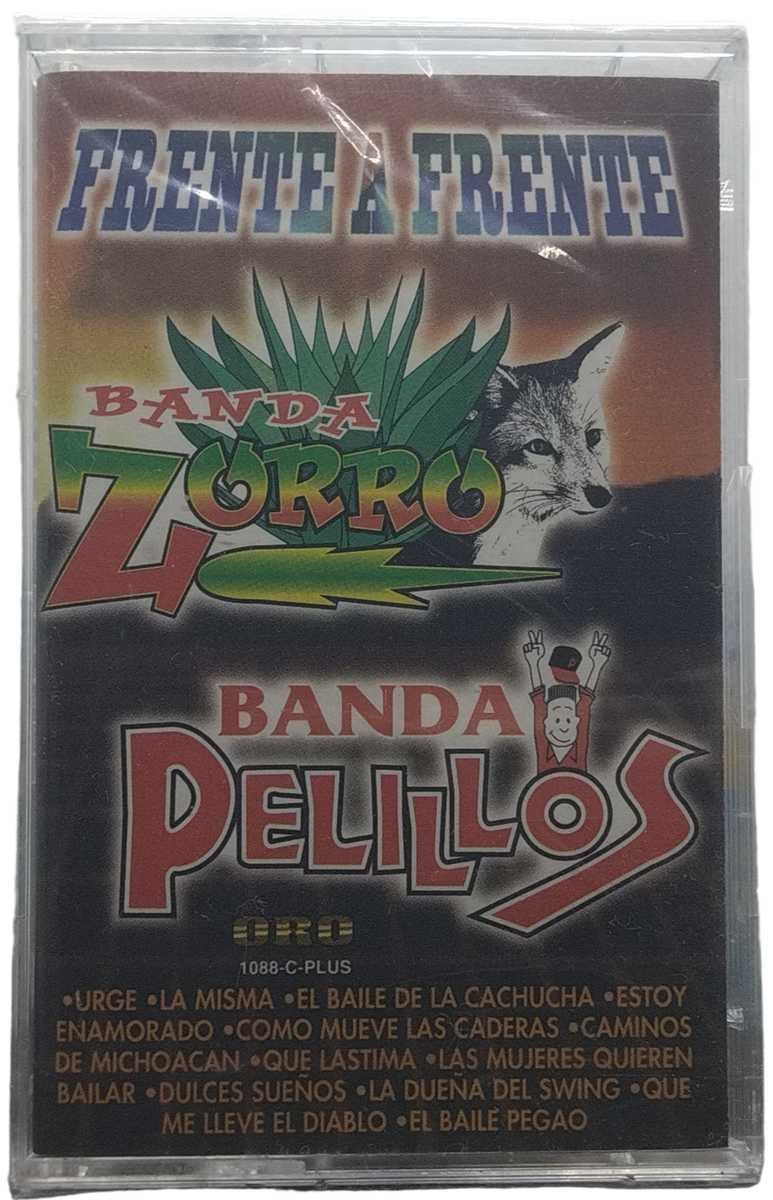 FRENTE A FRENTE
BANDA
ZORRO
BANDA
PELILLOS
ORO
1088-C-PLUS
•URGE •LA MISMA •EL BAILE DE LA CACHUCHA •ESTOY
ENAMORADO •COMO MUEVE LAS CADERAS •CAMINOS
DE MICHOACAN •QUE LASTIMA •LAS MUJERES QUIEREN
BAILAR •DULCES SUEÑOS •LA DUEÑA DEL SWING •QUE
ME LLEVE EL DIABLO •EL BAILE PEGAO